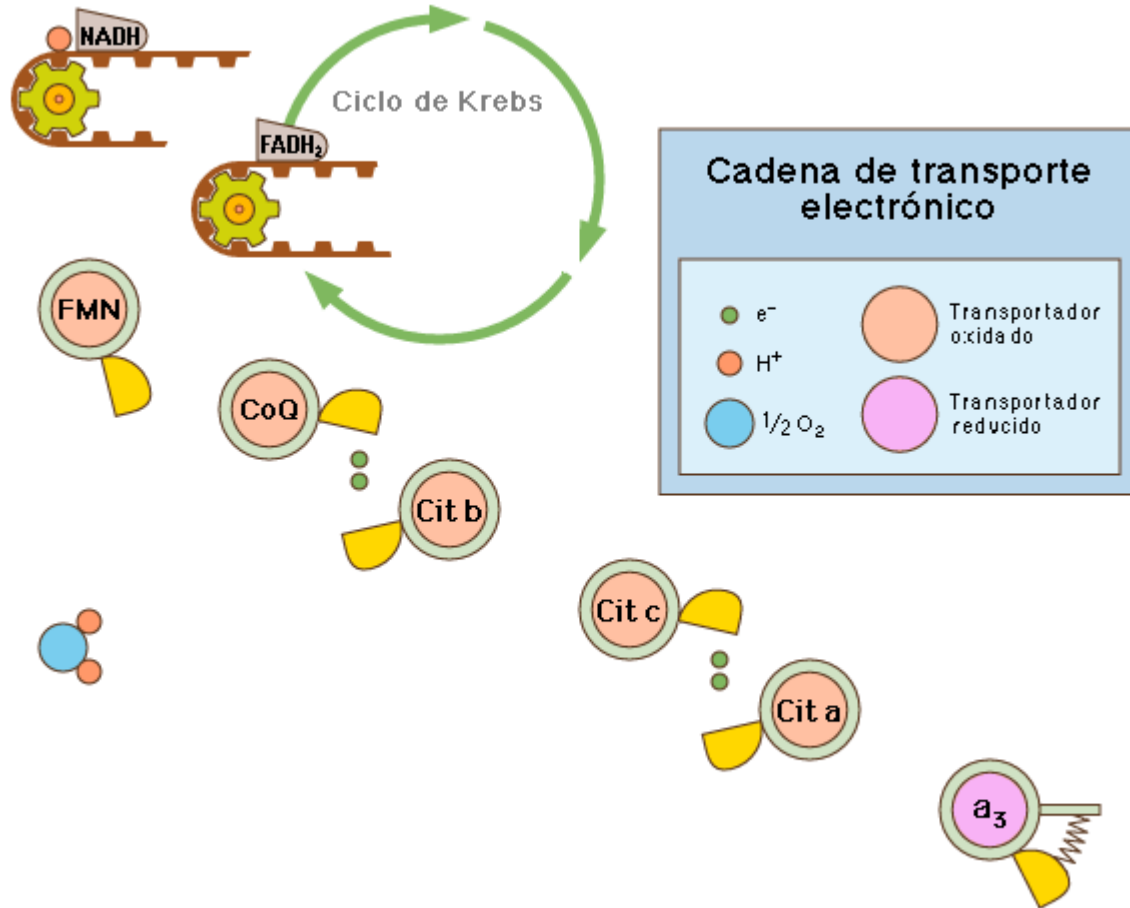 NADH
Ciclo de Krebs
FADH₂
Cadena de transporte
electrónico
FMN
e⁻
Transportador
oxidado
H⁺
CoQ
Transportador
reducido
1/2 O₂
Cit b
Cit c
Cit a
a₃